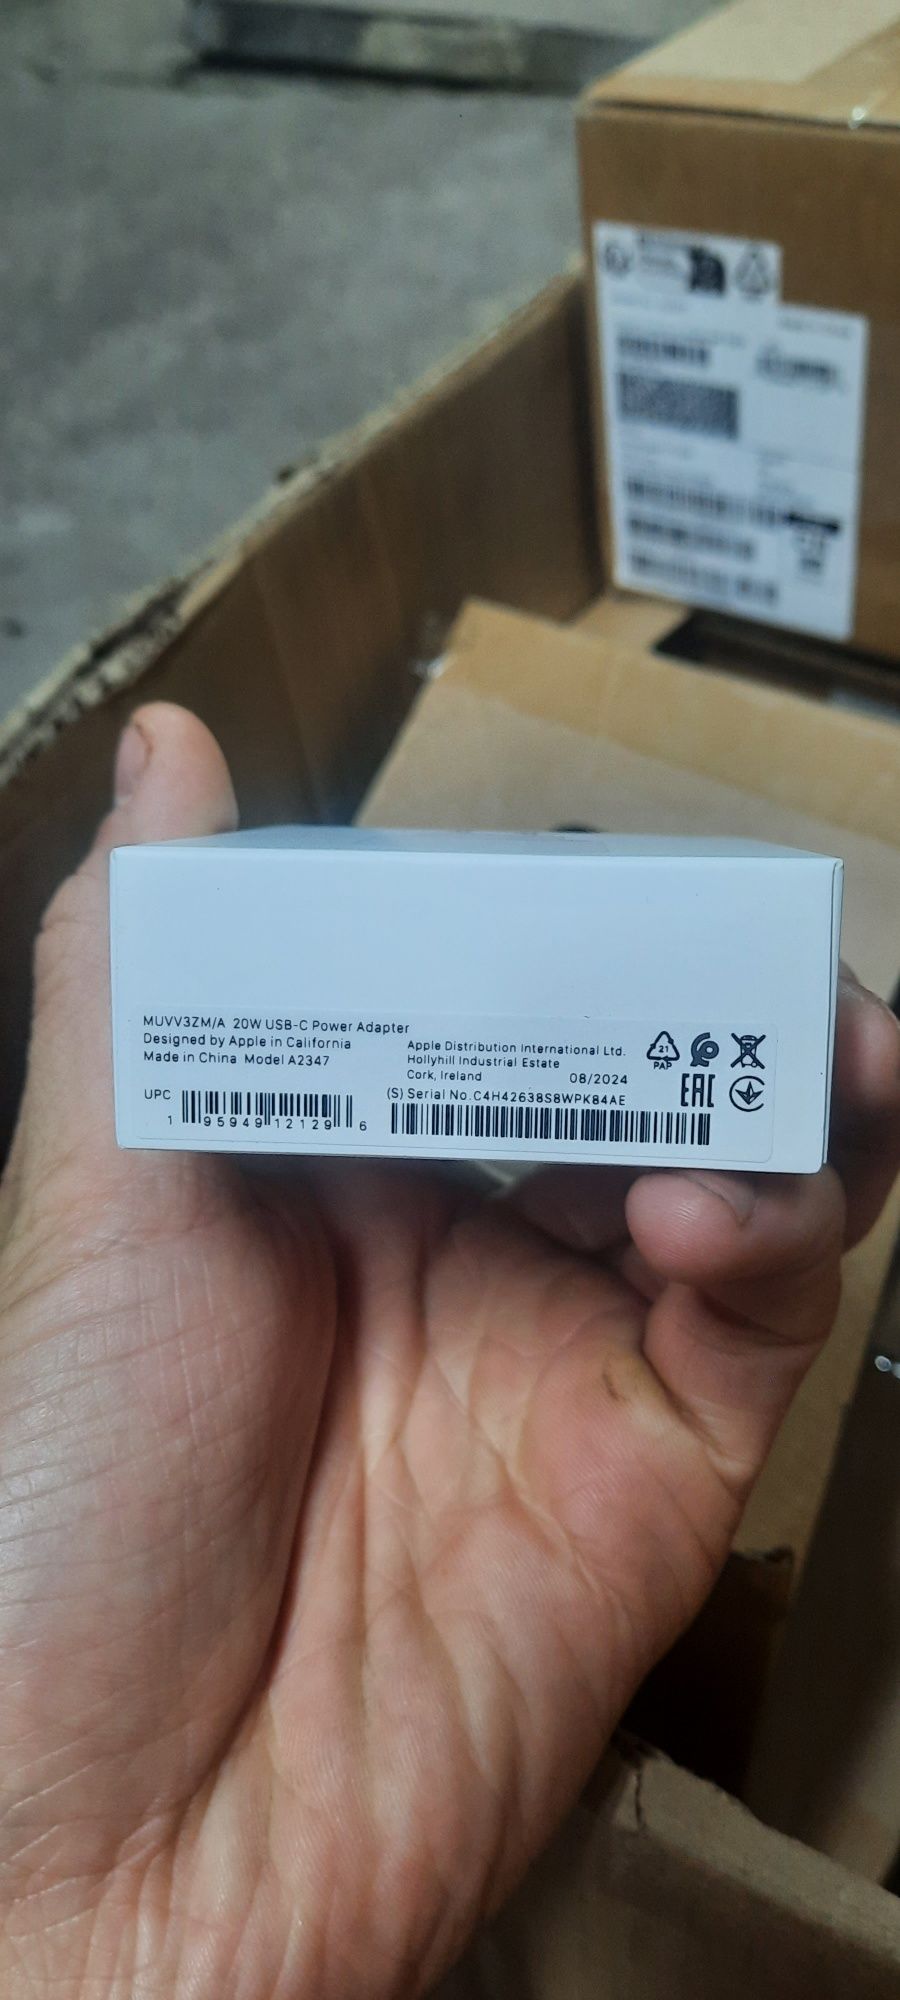 MUVV3ZM/A 20W USB-C Power Adapter
Designed by Apple in California
Made in China Model A2347
Apple Distribution International Ltd.
Hollyhill Industrial Estate
Cork, Ireland 08/2024
21
PAP
EAC
UPC
1 95949 12129 6
(S) Serial No. C4H42638S8WPK84AE